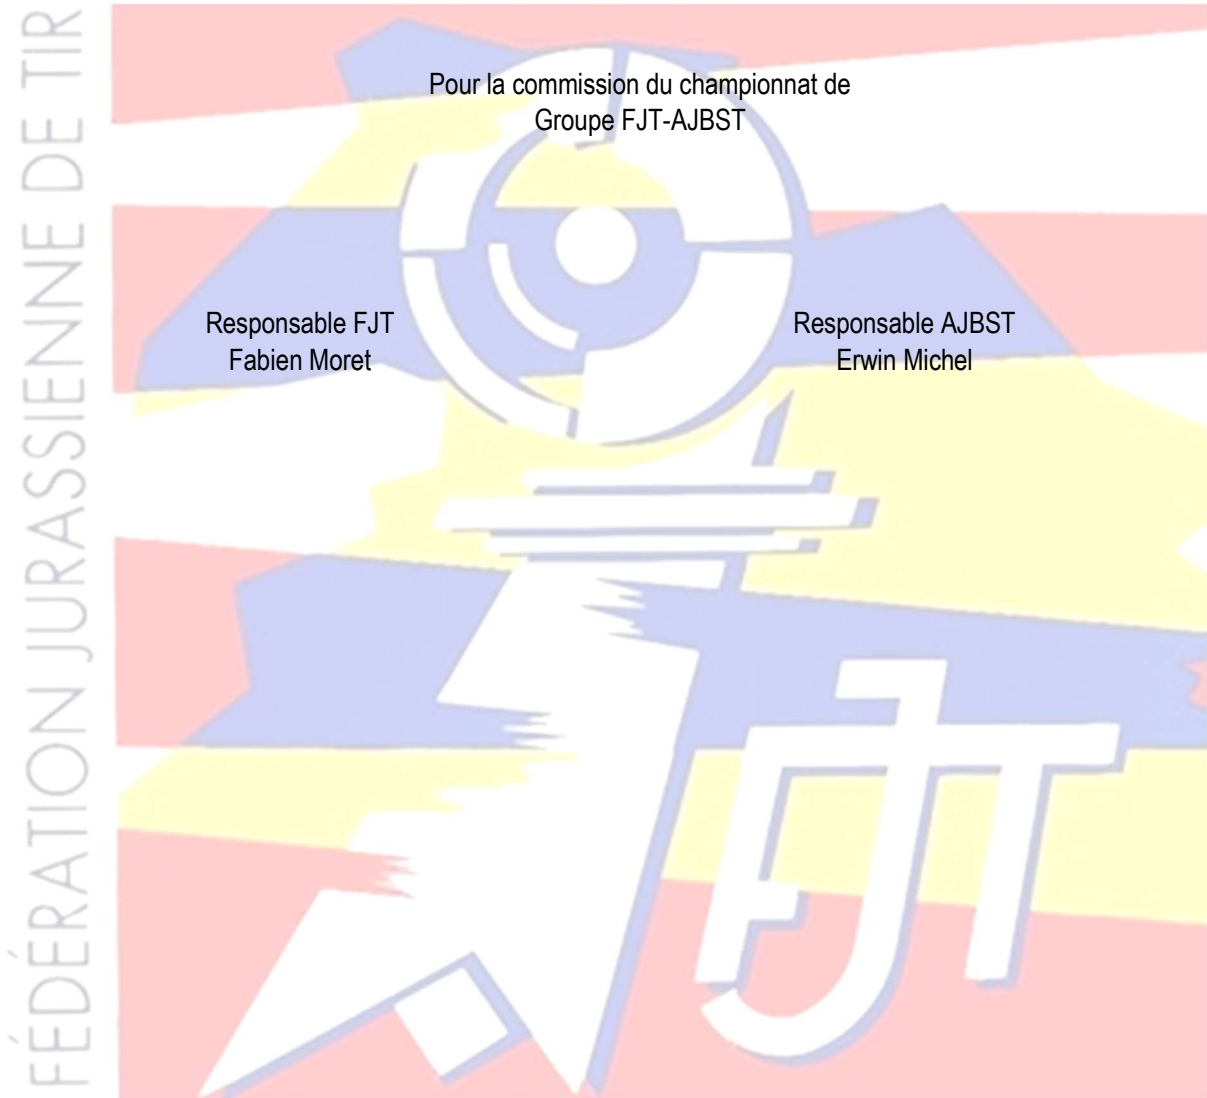 FÉDÉRATION JURASSIENNE DE TIR
Pour la commission du championnat de
Groupe FJT-AJBST
Responsable FJT
Fabien Moret
Responsable AJBST
Erwin Michel
FJT